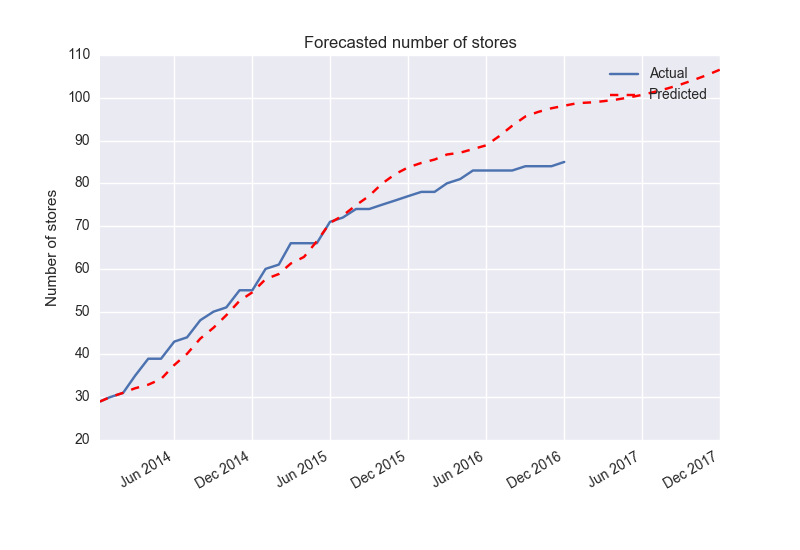 Forecasted number of stores
110
100
90
80
70
60
50
40
30
20
Number of stores
Actual
Predicted
Jun 2014
Dec 2014
Jun 2015
Dec 2015
Jun 2016
Dec 2016
Jun 2017
Dec 2017